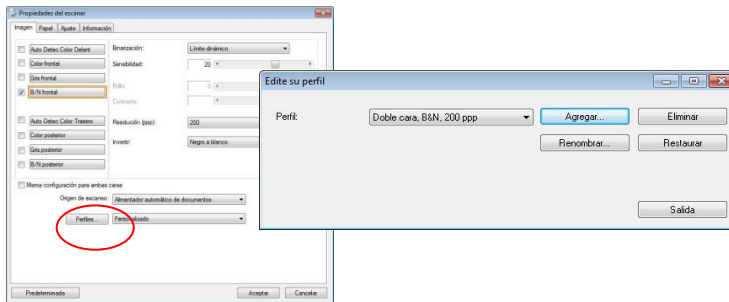 Propiedades del escáner
Imagen Papel Ajuste Información
Auto Detec Color Delant
Binarización: Límite dinámico
Color frontal
Sensibilidad: 20
Gris frontal
Brillo: 0
B/N frontal
Contraste:
Auto Detec Color Trasero
Resolución (ppp): 200
Color posterior
Gris posterior
Invertir: Negro a blanco
B/N posterior
Misma configuración para ambas caras
Origen de escaneo: Alimentador automático de documentos
Perfiles... Personalizado
Predeterminada Aceptar Cancelar
Edite su perfil
Perfil: Doble cara, B&N, 200 ppp Agregar... Eliminar
Renombrar... Restaurar
Salida